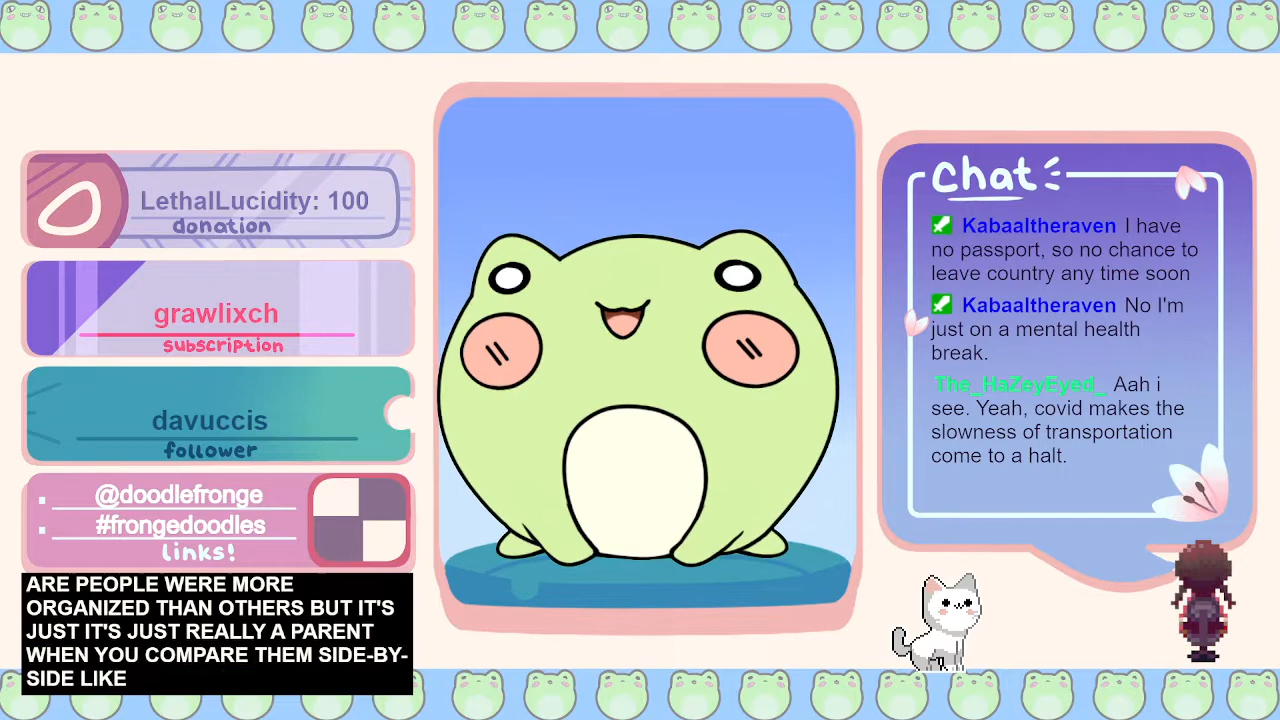 LethalLucidity: 100
donation
grawlixch
subscription
davuccis
follower
@doodlefronge
#frongedoodles
links!
ARE PEOPLE WERE MORE
ORGANIZED THAN OTHERS BUT IT'S
JUST IT'S JUST REALLY A PARENT
WHEN YOU COMPARE THEM SIDE-BY-
SIDE LIKE
Chat
Kabaaltheraven I have
no passport, so no chance to
leave country any time soon
Kabaaltheraven No I'm
just on a mental health
break.
The_HaZeyEyed_ Aah i
see. Yeah, covid makes the
slowness of transportation
come to a halt.